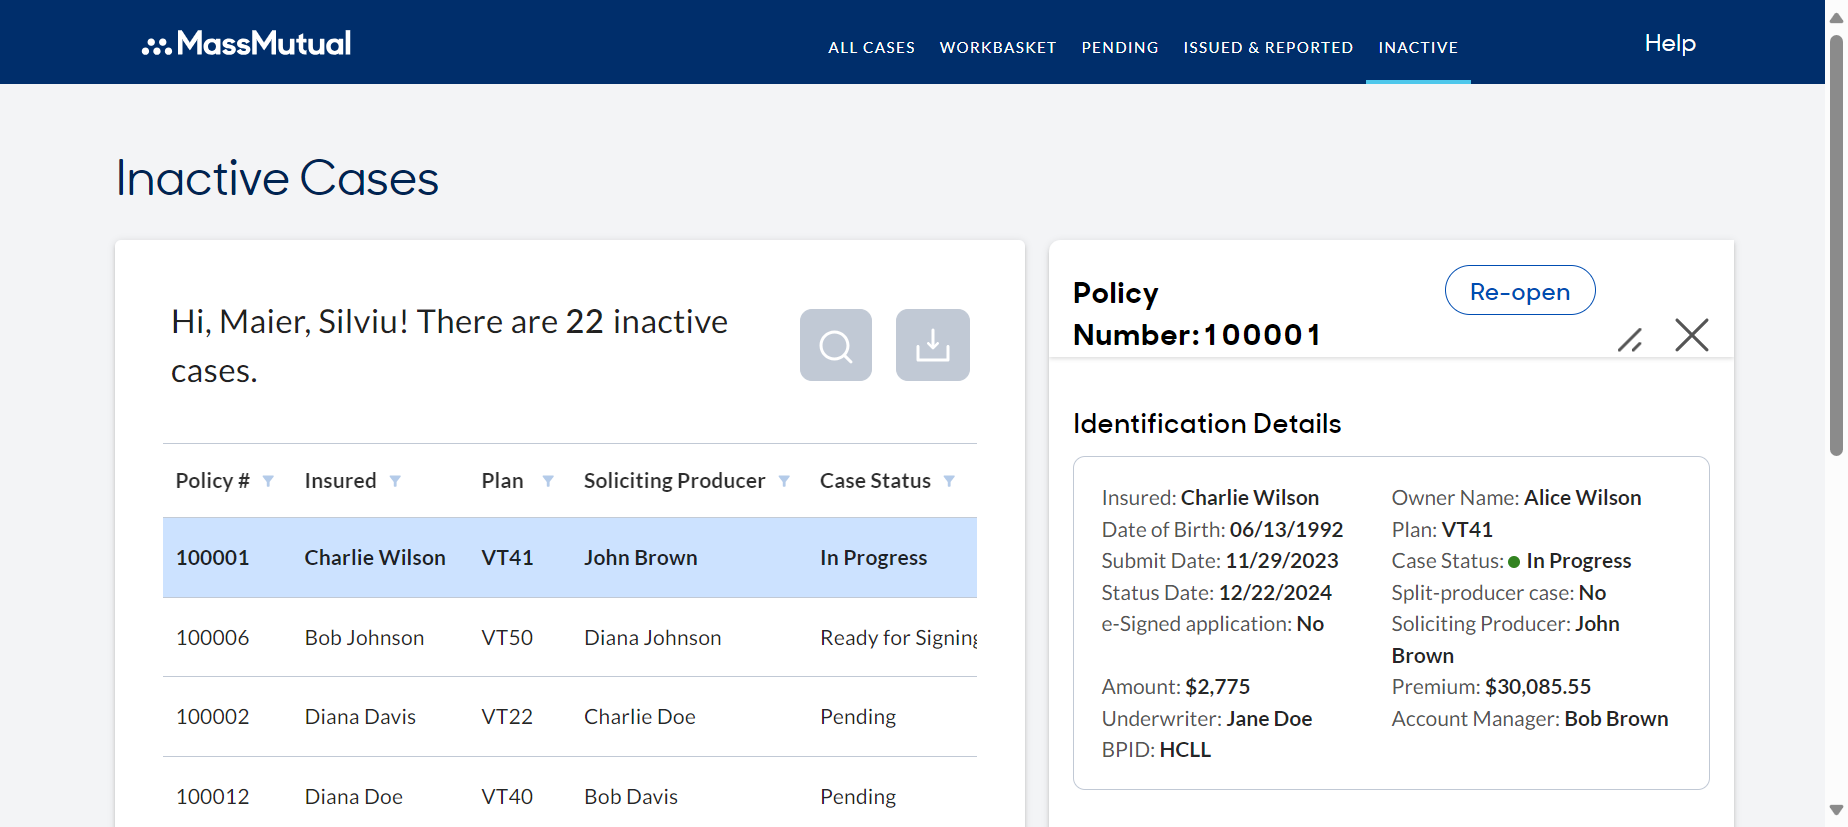 MassMutual
ALL CASES WORKBASKET PENDING ISSUED & REPORTED INACTIVE Help
Inactive Cases
Hi, Maier, Silviu! There are 22 inactive
cases.
Policy # Insured Plan Soliciting Producer Case Status
100001 Charlie Wilson VT41 John Brown In Progress
100006 Bob Johnson VT50 Diana Johnson Ready for Signing
100002 Diana Davis VT22 Charlie Doe Pending
100012 Diana Doe VT40 Bob Davis Pending
Policy
Number:100001
Re-open
Identification Details
Insured: Charlie Wilson Owner Name: Alice Wilson
Date of Birth: 06/13/1992 Plan: VT41
Submit Date: 11/29/2023 Case Status: In Progress
Status Date: 12/22/2024 Split-producer case: No
e-Signed application: No Soliciting Producer: John
Brown
Amount: $2,775 Premium: $30,085.55
Underwriter: Jane Doe Account Manager: Bob Brown
BPID: HCLL